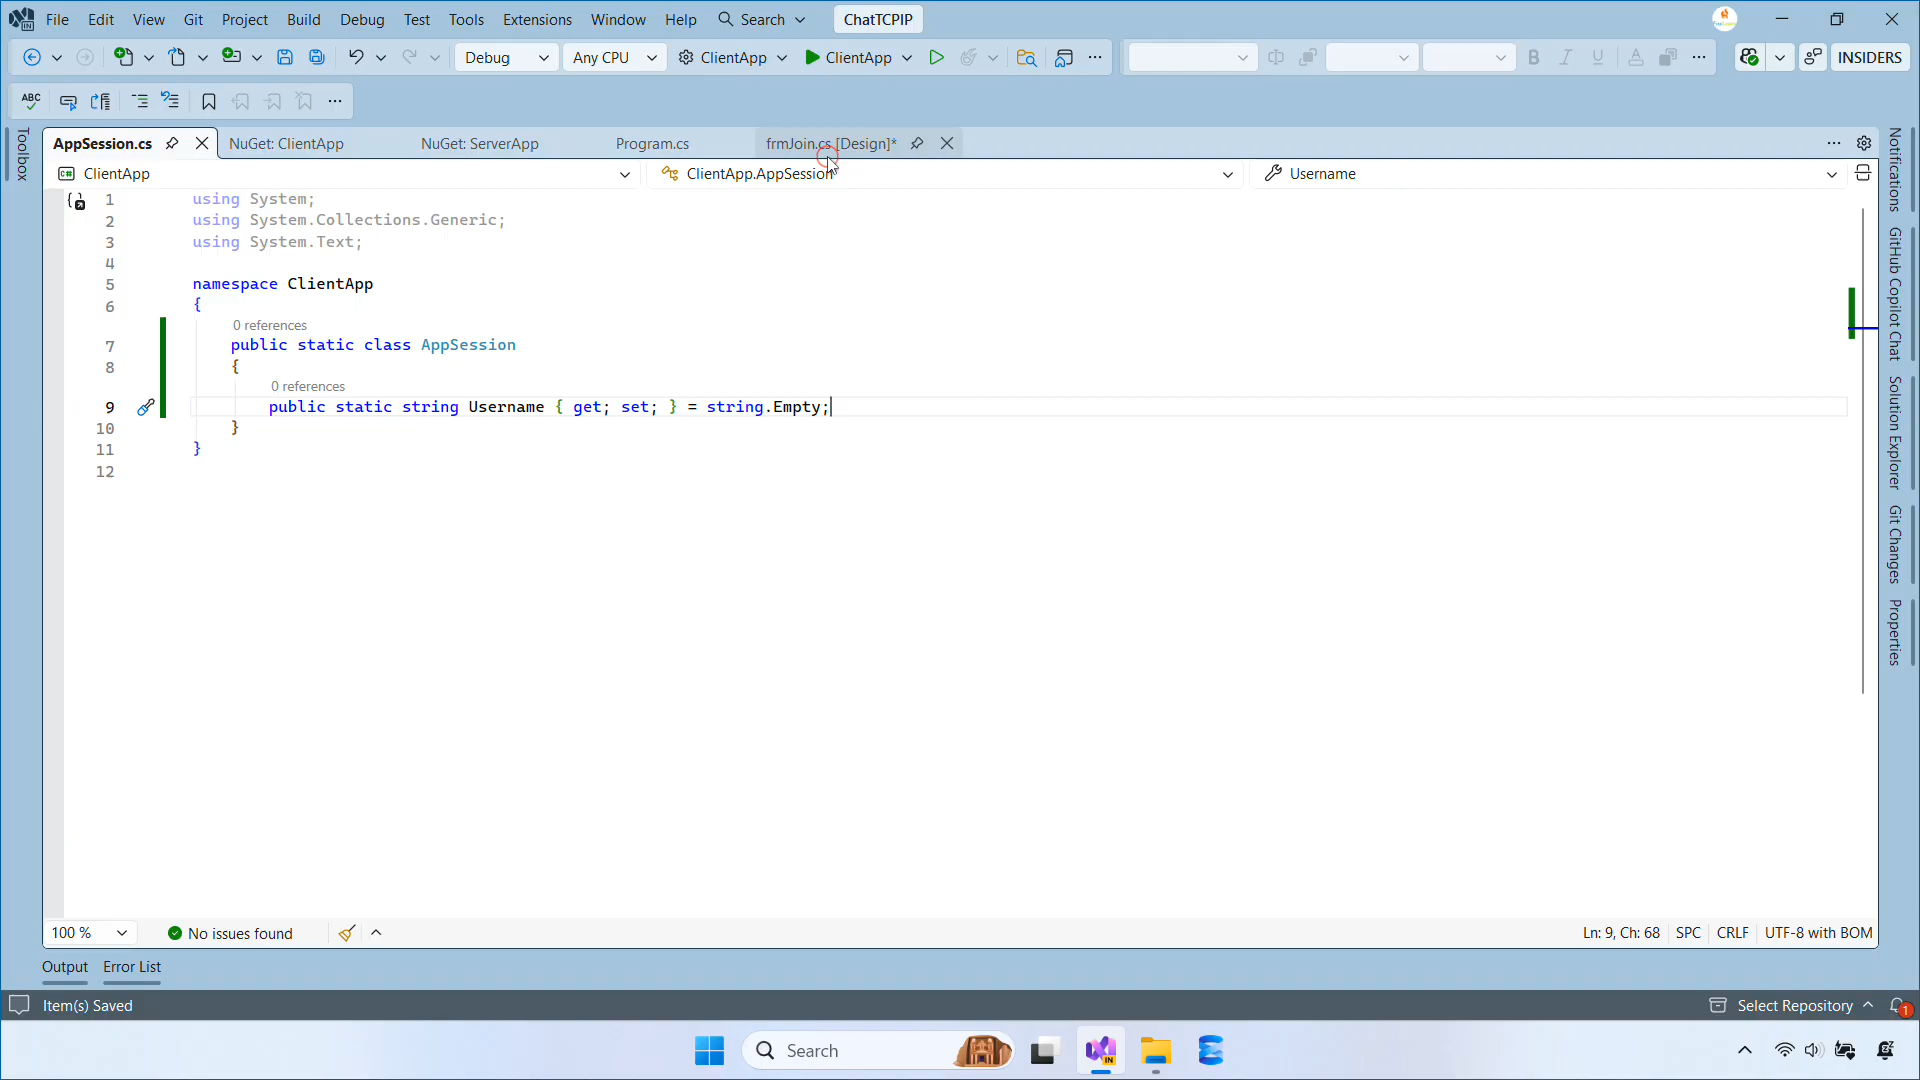 File Edit View Git Project Build Debug Test Tools Extensions Window Help Search ChatTCPIP
Debug Any CPU ClientApp ClientApp INSIDERS
ABC
AppSession.cs NuGet: ClientApp NuGet: ServerApp Program.cs frmJoin.cs [Design]*
ClientApp ClientApp.AppSession Username
1 using System;
2 using System.Collections.Generic;
3 using System.Text;
4
5 namespace ClientApp
6 {
0 references
7 public static class AppSession
8 {
0 references
9 public static string Username { get; set; } = string.Empty;
10 }
11 }
12
Toolbox
Notifications
GitHub Copilot Chat
Solution Explorer
Git Changes
Properties
100 % No issues found Ln: 9, Ch: 68 SPC CRLF UTF-8 with BOM
Output Error List
Item(s) Saved Select Repository 1
Search IN